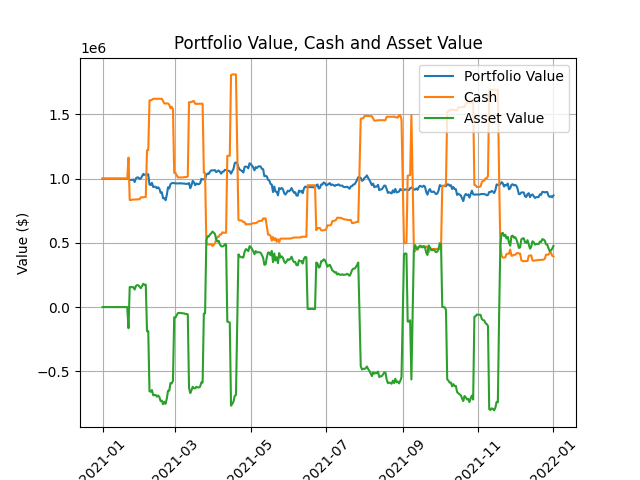 Portfolio Value, Cash and Asset Value
1e6
Portfolio Value
Cash
Asset Value
1.5
1.0
0.5
0.0
−0.5
Value ($)
2021-01
2021-03
2021-05
2021-07
2021-09
2021-11
2022-01